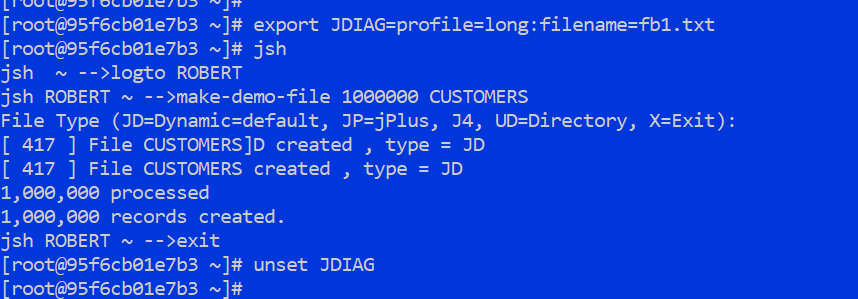 [root@95f6cb01e7b3 ~]#
[root@95f6cb01e7b3 ~]# export JDIAG=profile=long:filename=fb1.txt
[root@95f6cb01e7b3 ~]# jsh
jsh  ~ -->logto ROBERT
jsh ROBERT ~ -->make-demo-file 1000000 CUSTOMERS
File Type (JD=Dynamic=default, JP=jPlus, J4, UD=Directory, X=Exit):
[ 417 ] File CUSTOMERS]D created , type = JD
[ 417 ] File CUSTOMERS created , type = JD
1,000,000 processed
1,000,000 records created.
jsh ROBERT ~ -->exit
[root@95f6cb01e7b3 ~]# unset JDIAG
[root@95f6cb01e7b3 ~]#